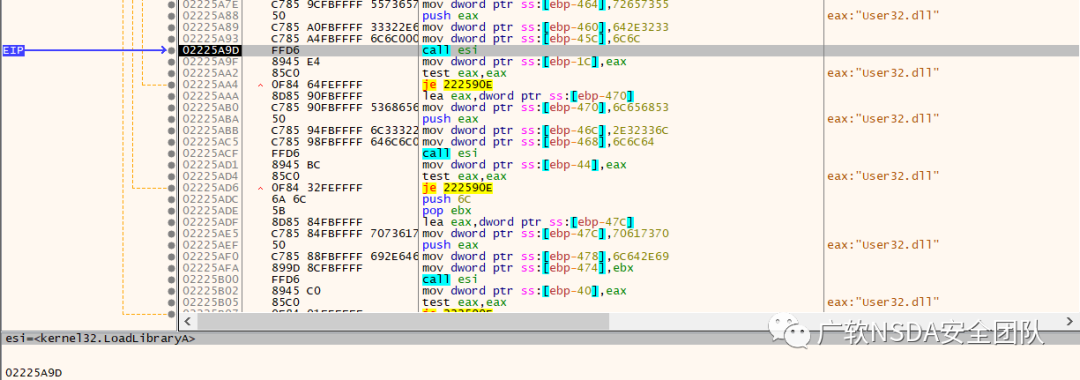 02225A7E C785 9CFBFFFF 5573657 mov dword ptr ss:[ebp-464],72657355
02225A88 50 push eax eax:"User32.dll"
02225A89 C785 A0FBFFFF 33322E6 mov dword ptr ss:[ebp-460],642E3233
02225A93 C785 A4FBFFFF 6C6C000 mov dword ptr ss:[ebp-45C],6C6C
EIP 02225A9D FFD6 call esi
02225A9F 8945 E4 mov dword ptr ss:[ebp-1C],eax
02225AA2 85C0 test eax,eax eax:"User32.dll"
02225AA4 0F84 64FEFFFF je 222590E
02225AAA 8D85 90FBFFFF lea eax,dword ptr ss:[ebp-470]
02225AB0 C785 90FBFFFF 5368656 mov dword ptr ss:[ebp-470],6C656853
02225ABA 50 push eax eax:"User32.dll"
02225ABB C785 94FBFFFF 6C33322 mov dword ptr ss:[ebp-46C],2E32336C
02225AC5 C785 98FBFFFF 646C6C0 mov dword ptr ss:[ebp-468],6C6C64
02225ACF FFD6 call esi
02225AD1 8945 BC mov dword ptr ss:[ebp-44],eax
02225AD4 85C0 test eax,eax eax:"User32.dll"
02225AD6 0F84 32FEFFFF je 222590E
02225ADC 6A 6C push 6C
02225ADE 5B pop ebx
02225ADF 8D85 84FBFFFF lea eax,dword ptr ss:[ebp-47C]
02225AE5 C785 84FBFFFF 7073617 mov dword ptr ss:[ebp-47C],70617370
02225AEF 50 push eax eax:"User32.dll"
02225AF0 C785 88FBFFFF 692E646 mov dword ptr ss:[ebp-478],6C642E69
02225AFA 899D 8CFBFFFF mov dword ptr ss:[ebp-474],ebx
02225B00 FFD6 call esi
02225B02 8945 C0 mov dword ptr ss:[ebp-40],eax
02225B05 85C0 test eax,eax eax:"User32.dll"
esi=<kernel32.LoadLibraryA>
广软NSDA安全团队
02225A9D